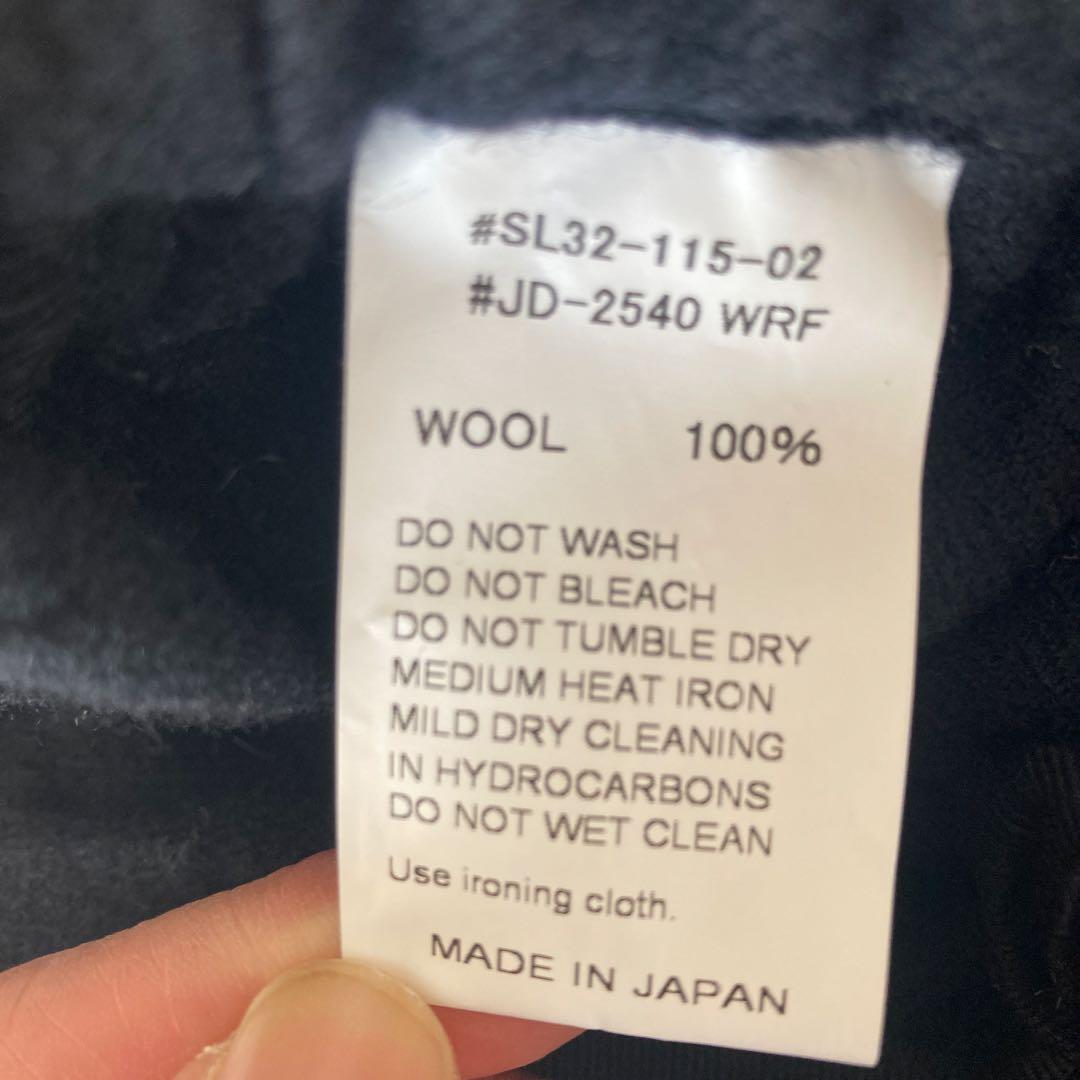 #SL32-115-02
#JD-2540 WRF
WOOL 100%
DO NOT WASH
DO NOT BLEACH
DO NOT TUMBLE DRY
MEDIUM HEAT IRON
MILD DRY CLEANING
IN HYDROCARBONS
DO NOT WET CLEAN
Use ironing cloth.
MADE IN JAPAN